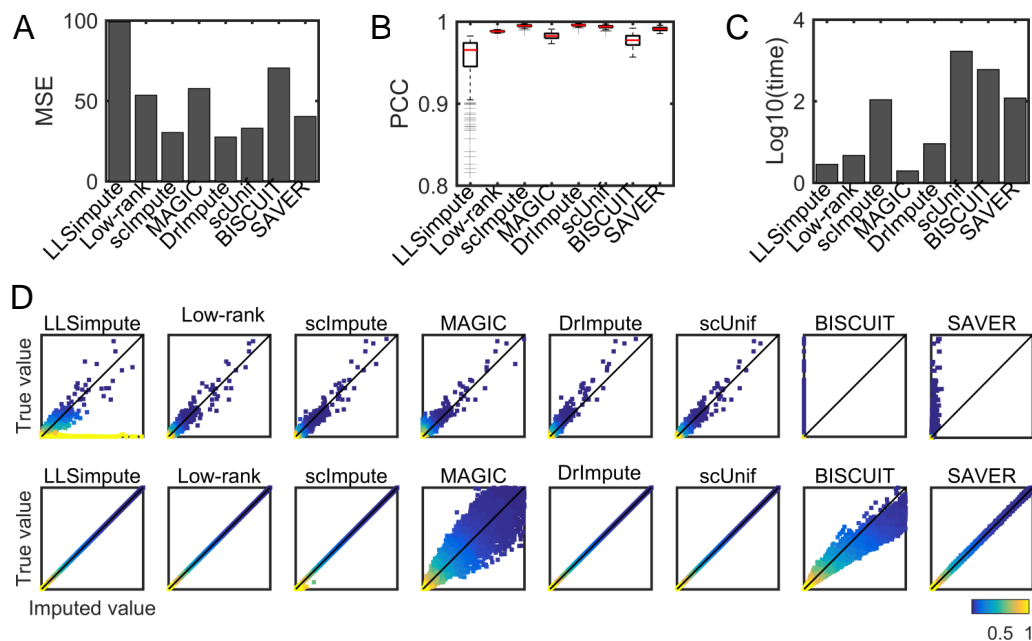 A
MSE
100
50
0
LLSimpute
Low-rank
scImpute
MAGIC
DrImpute
scUnif
BISCUIT
SAVER
B
PCC
1
0.9
0.8
LLSimpute
Low-rank
scImpute
MAGIC
DrImpute
scUnif
BISCUIT
SAVER
C
Log10(time)
4
2
0
LLSimpute
Low-rank
scImpute
MAGIC
DrImpute
scUnif
BISCUIT
SAVER
D
LLSimpute Low-rank scImpute MAGIC DrImpute scUnif BISCUIT SAVER
True value
LLSimpute Low-rank scImpute MAGIC DrImpute scUnif BISCUIT SAVER
True value
Imputed value
0.5 1